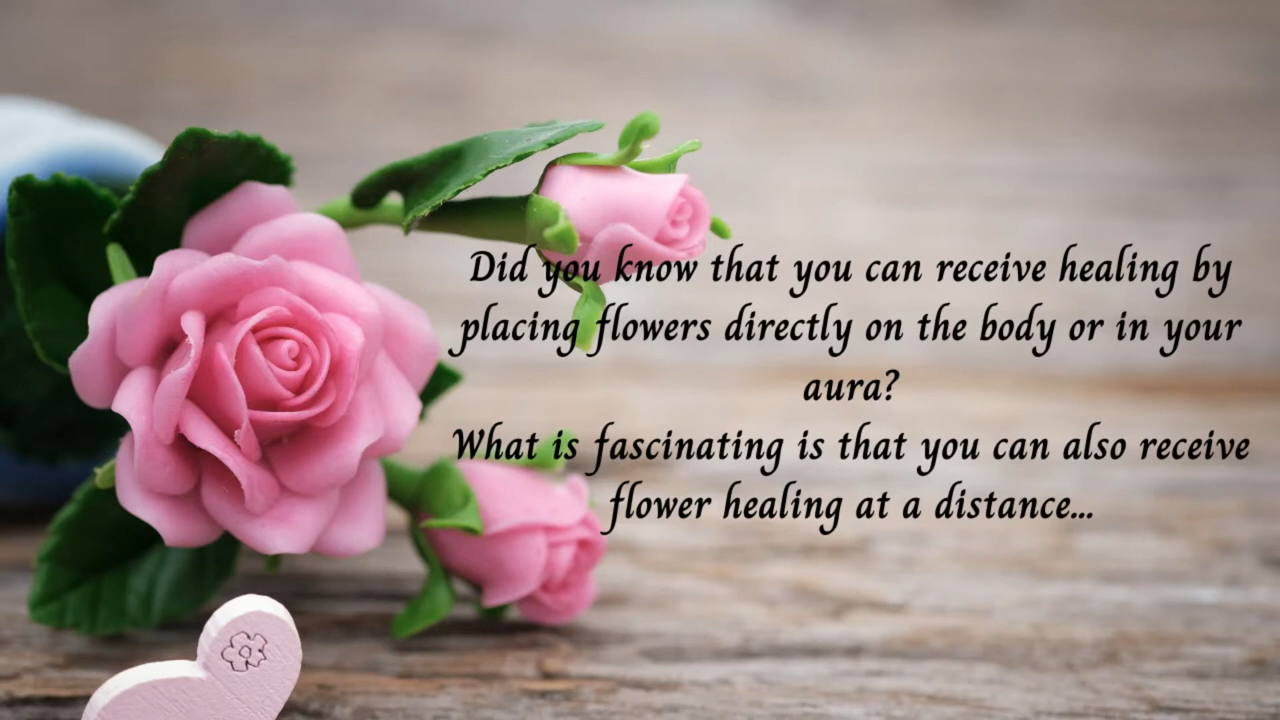 Did you know that you can receive healing by
placing flowers directly on the body or in your
aura?
What is fascinating is that you can also receive
flower healing at a distance...